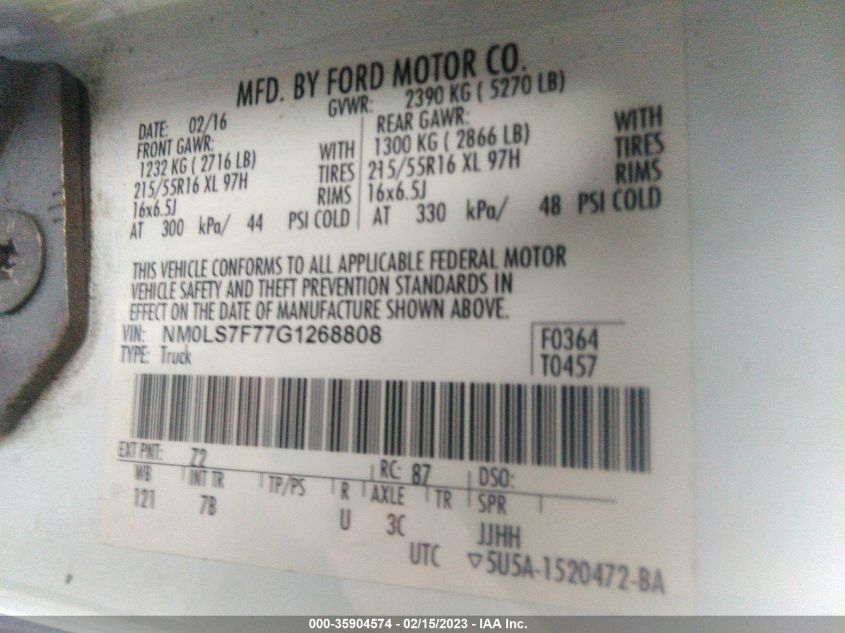 MFD. BY FORD MOTOR CO.
DATE: 02/16 GVWR: 2390 KG ( 5270 LB)
FRONT GAWR: REAR GAWR: WITH
1232 KG ( 2716 LB) WITH 1300 KG ( 2866 LB) TIRES
215/55R16 XL 97H TIRES 215/55R16 XL 97H RIMS
16x6.5J RIMS 16x6.5J
AT 300 kPa/ 44 PSI COLD AT 330 kPa/ 48 PSI COLD
THIS VEHICLE CONFORMS TO ALL APPLICABLE FEDERAL MOTOR
VEHICLE SAFETY AND THEFT PREVENTION STANDARDS IN
EFFECT ON THE DATE OF MANUFACTURE SHOWN ABOVE.
VIN: NM0LS7F77G1268808 F0364
TYPE: Truck T0457
EXT PNT: Z2 RC: 87 DSO:
WB INT TR TP/PS R AXLE TR SPR
121 7B U 3C JJHH
UTC ▽5U5A-1520472-BA
000-35904574 - 02/15/2023 - IAA Inc.